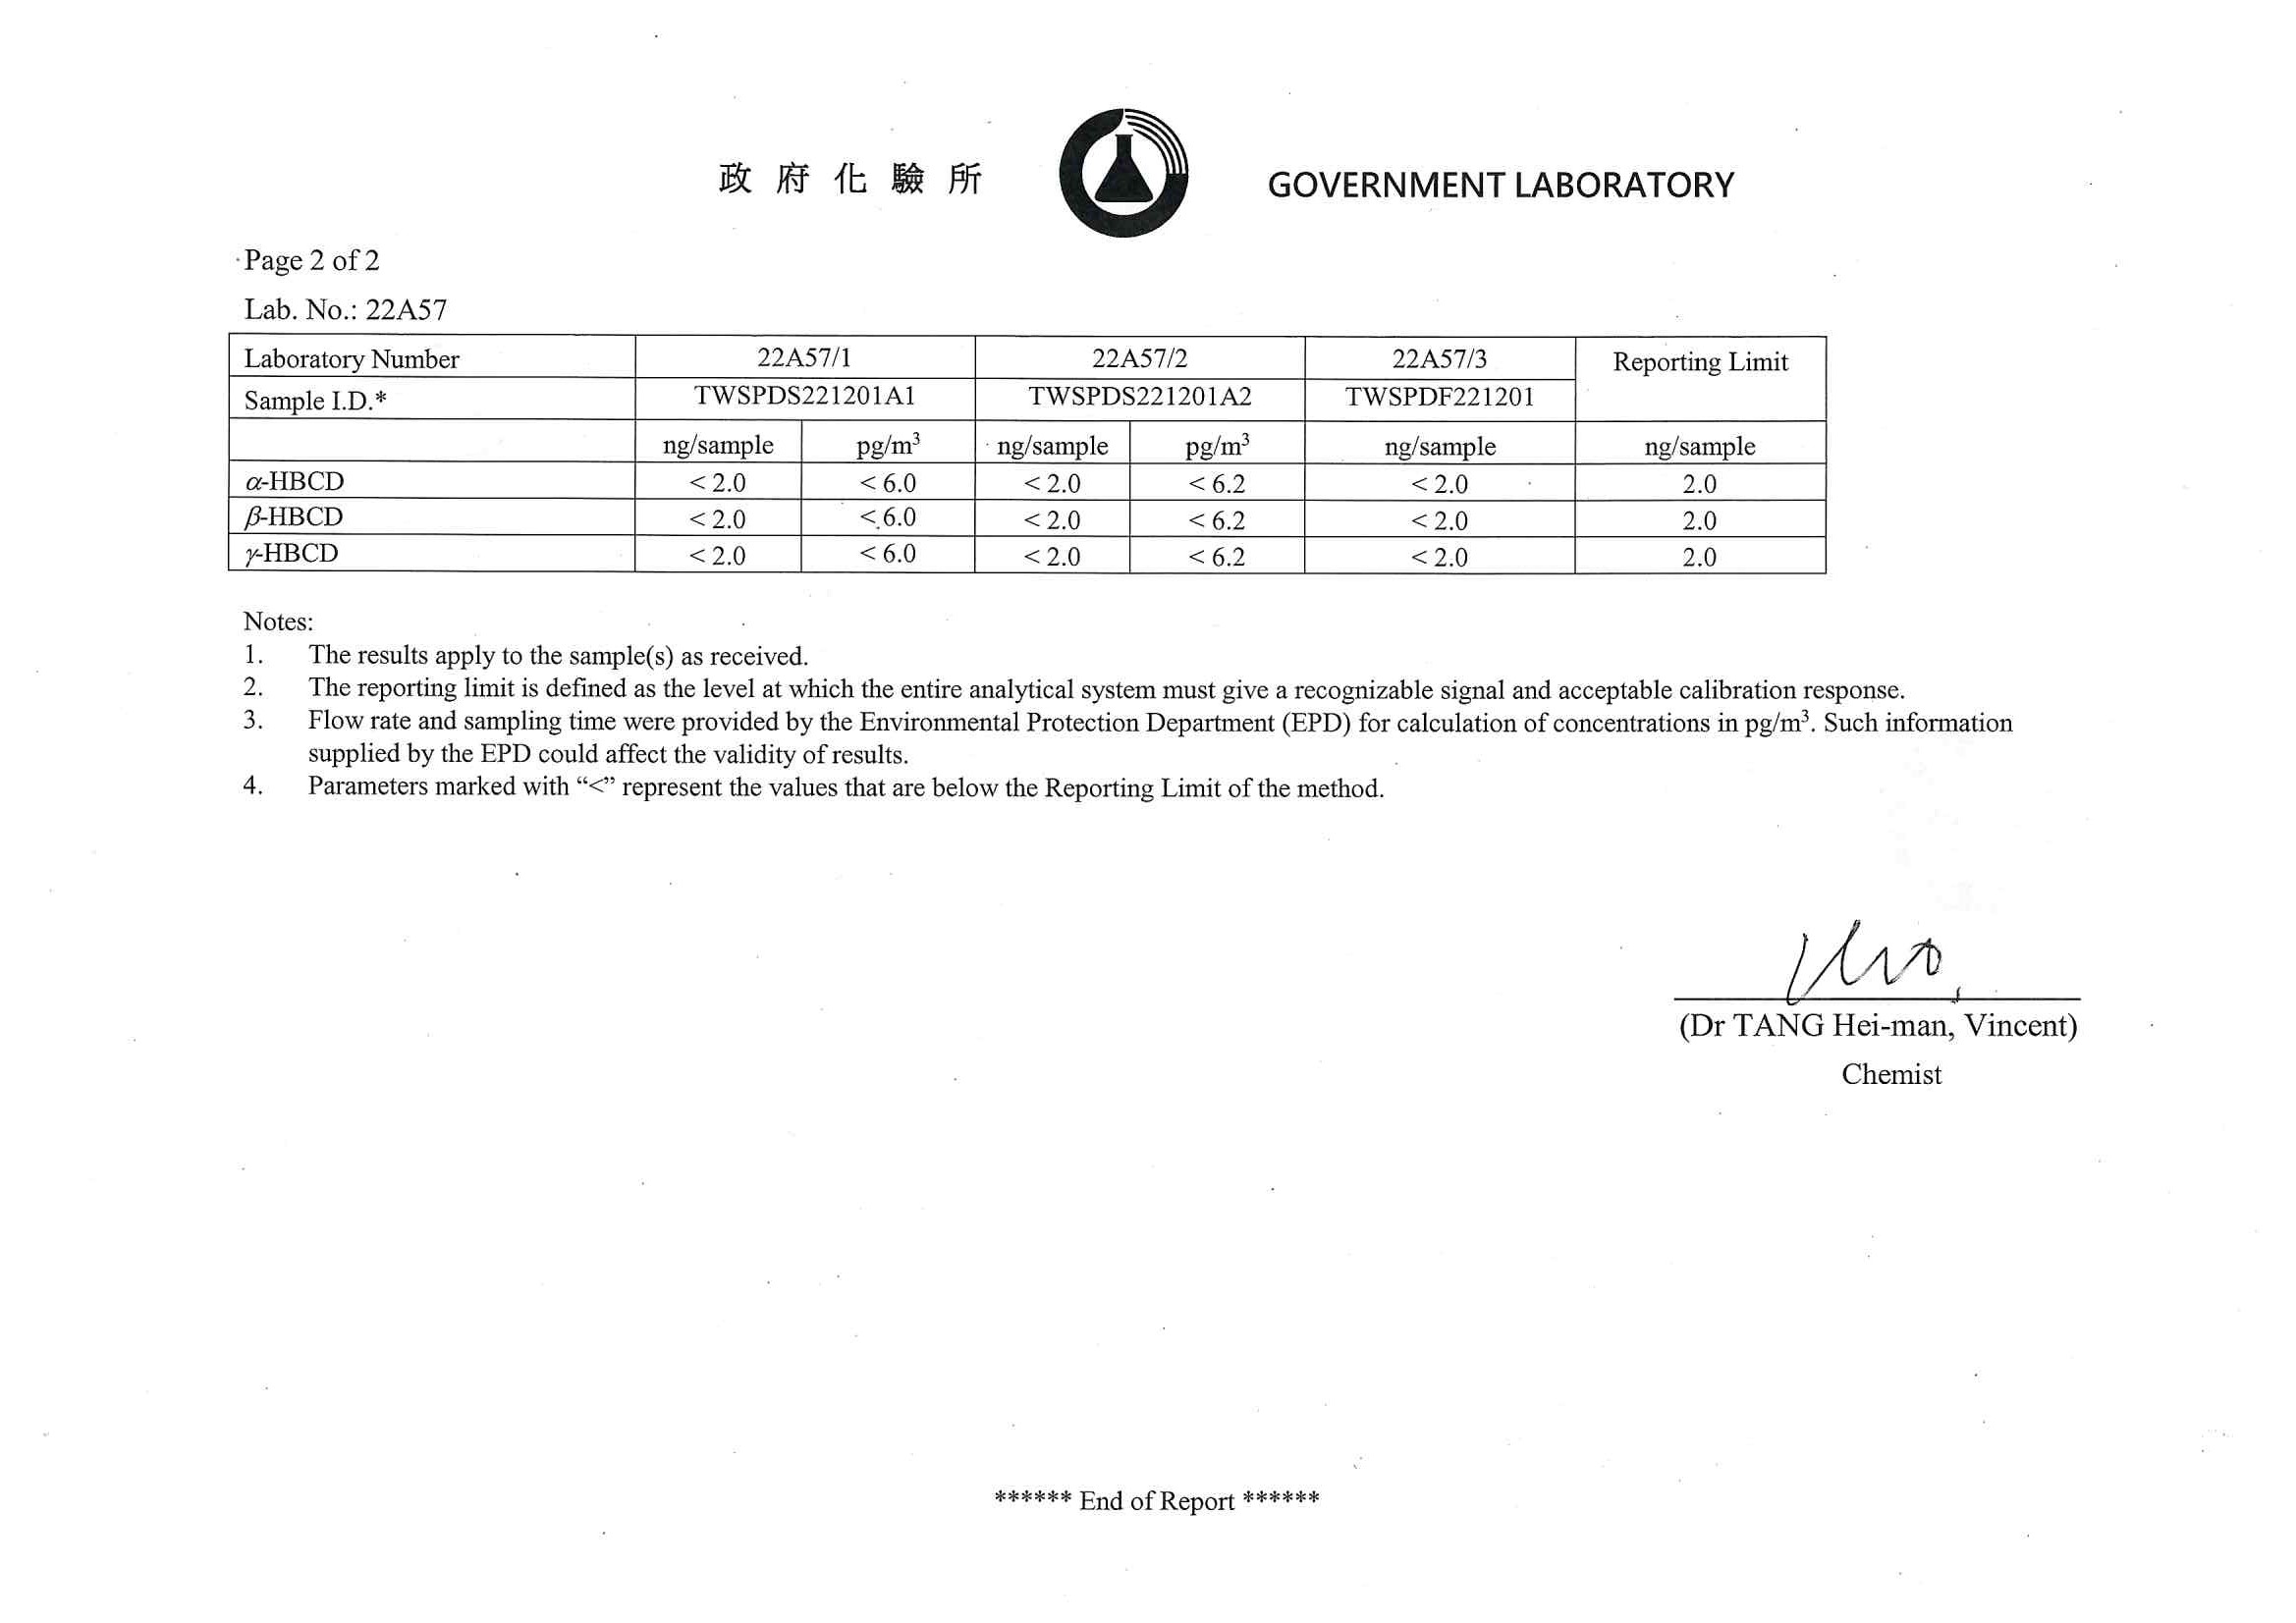 政府化驗所
GOVERNMENT LABORATORY
Page 2 of 2
Lab. No.: 22A57
Laboratory Number 22A57/1 22A57/2 22A57/3 Reporting Limit
Sample I.D.* TWSPDS221201A1 TWSPDS221201A2 TWSPDF221201
ng/sample pg/m³ ng/sample pg/m³ ng/sample ng/sample
α-HBCD < 2.0 < 6.0 < 2.0 < 6.2 < 2.0 2.0
β-HBCD < 2.0 < 6.0 < 2.0 < 6.2 < 2.0 2.0
γ-HBCD < 2.0 < 6.0 < 2.0 < 6.2 < 2.0 2.0
Notes:
1. The results apply to the sample(s) as received.
2. The reporting limit is defined as the level at which the entire analytical system must give a recognizable signal and acceptable calibration response.
3. Flow rate and sampling time were provided by the Environmental Protection Department (EPD) for calculation of concentrations in pg/m³. Such information
supplied by the EPD could affect the validity of results.
4. Parameters marked with “<” represent the values that are below the Reporting Limit of the method.
(Dr TANG Hei-man, Vincent)
Chemist
****** End of Report ******